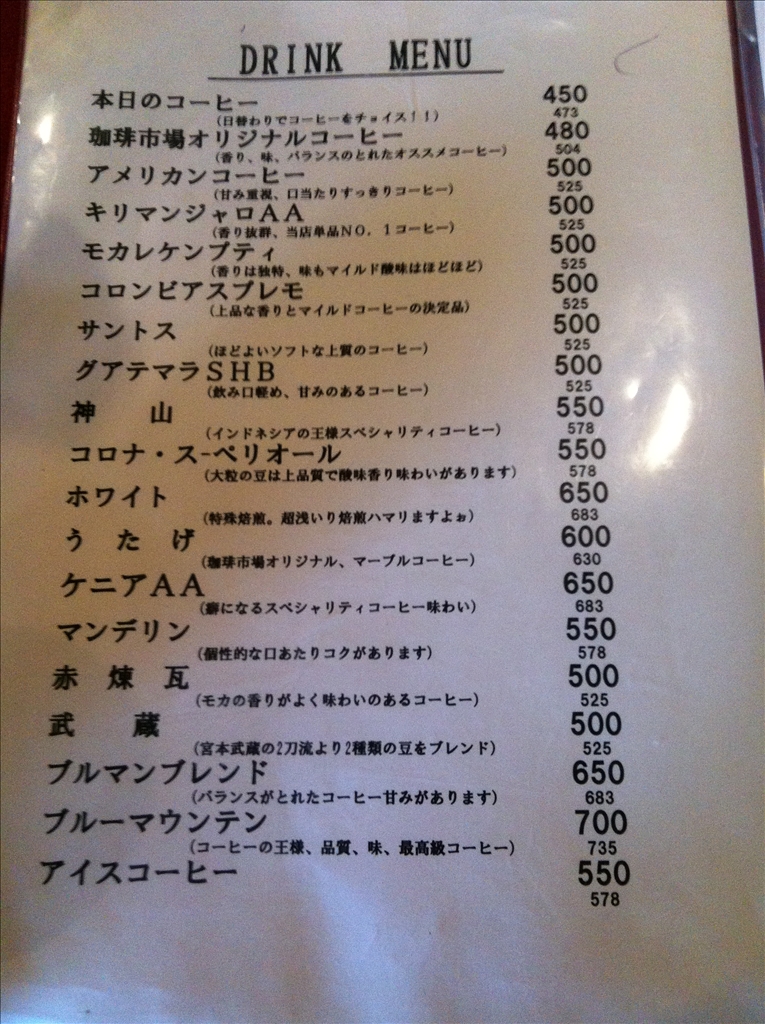 DRINK MENU
本日のコーヒー 450
(日替わりでコーヒーをチョイス!!) 473
珈琲市場オリジナルコーヒー 480
(香り、味、バランスのとれたオススメコーヒー) 504
アメリカンコーヒー 500
(甘み重視、口当たりすっきりコーヒー) 525
キリマンジャロAA 500
(香り抜群、当店単品NO.1コーヒー) 525
モカレケンプティ 500
(香りは独特、味もマイルド酸味はほどほど) 525
コロンビアスプレモ 500
(上品な香りとマイルドコーヒーの決定品) 525
サントス 500
(ほどよいソフトな上質のコーヒー) 525
グアテマラSHB 500
(飲み口軽め、甘みのあるコーヒー) 525
神 山 550
(インドネシアの王様スペシャリティコーヒー) 578
コロナ・ス-ペリオール 550
(大粒の豆は上品質で酸味香り味わいがあります) 578
ホワイト 650
(特殊焙煎。超浅いり焙煎ハマりますよぉ) 683
う た げ 600
(珈琲市場オリジナル、マーブルコーヒー) 630
ケニアAA 650
(癖になるスペシャリティコーヒー味わい) 683
マンデリン 550
(個性的な口あたりコクがあります) 578
赤 煉 瓦 500
(モカの香りがよく味わいのあるコーヒー) 525
武 蔵 500
(宮本武蔵の2刀流より2種類の豆をブレンド) 525
ブルマンブレンド 650
(バランスがとれたコーヒー甘みがあります) 683
ブルーマウンテン 700
(コーヒーの王様、品質、味、最高級コーヒー) 735
アイスコーヒー 550
578